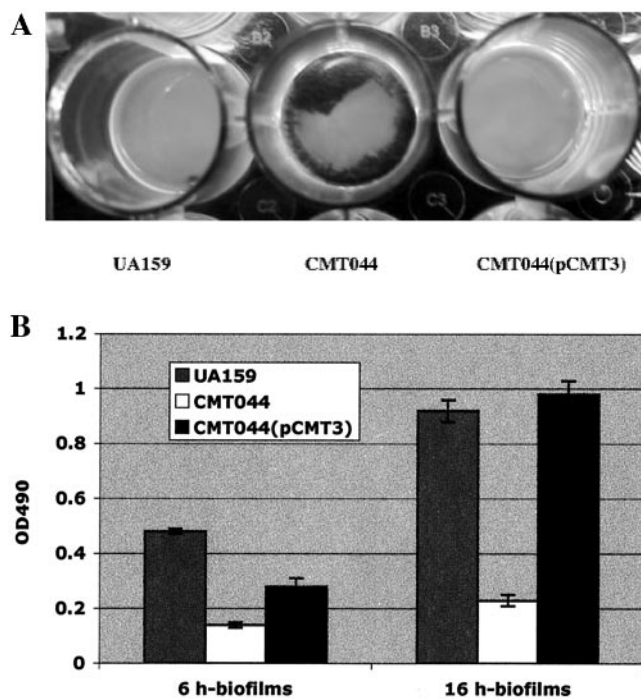 A
B2
B3
C2
C3
UA159 CMT044 CMT044(pCMT3)
B
1.2
1
0.8
0.6
0.4
0.2
0
OD490
UA159
CMT044
CMT044(pCMT3)
6 h-biofilms 16 h-biofilms